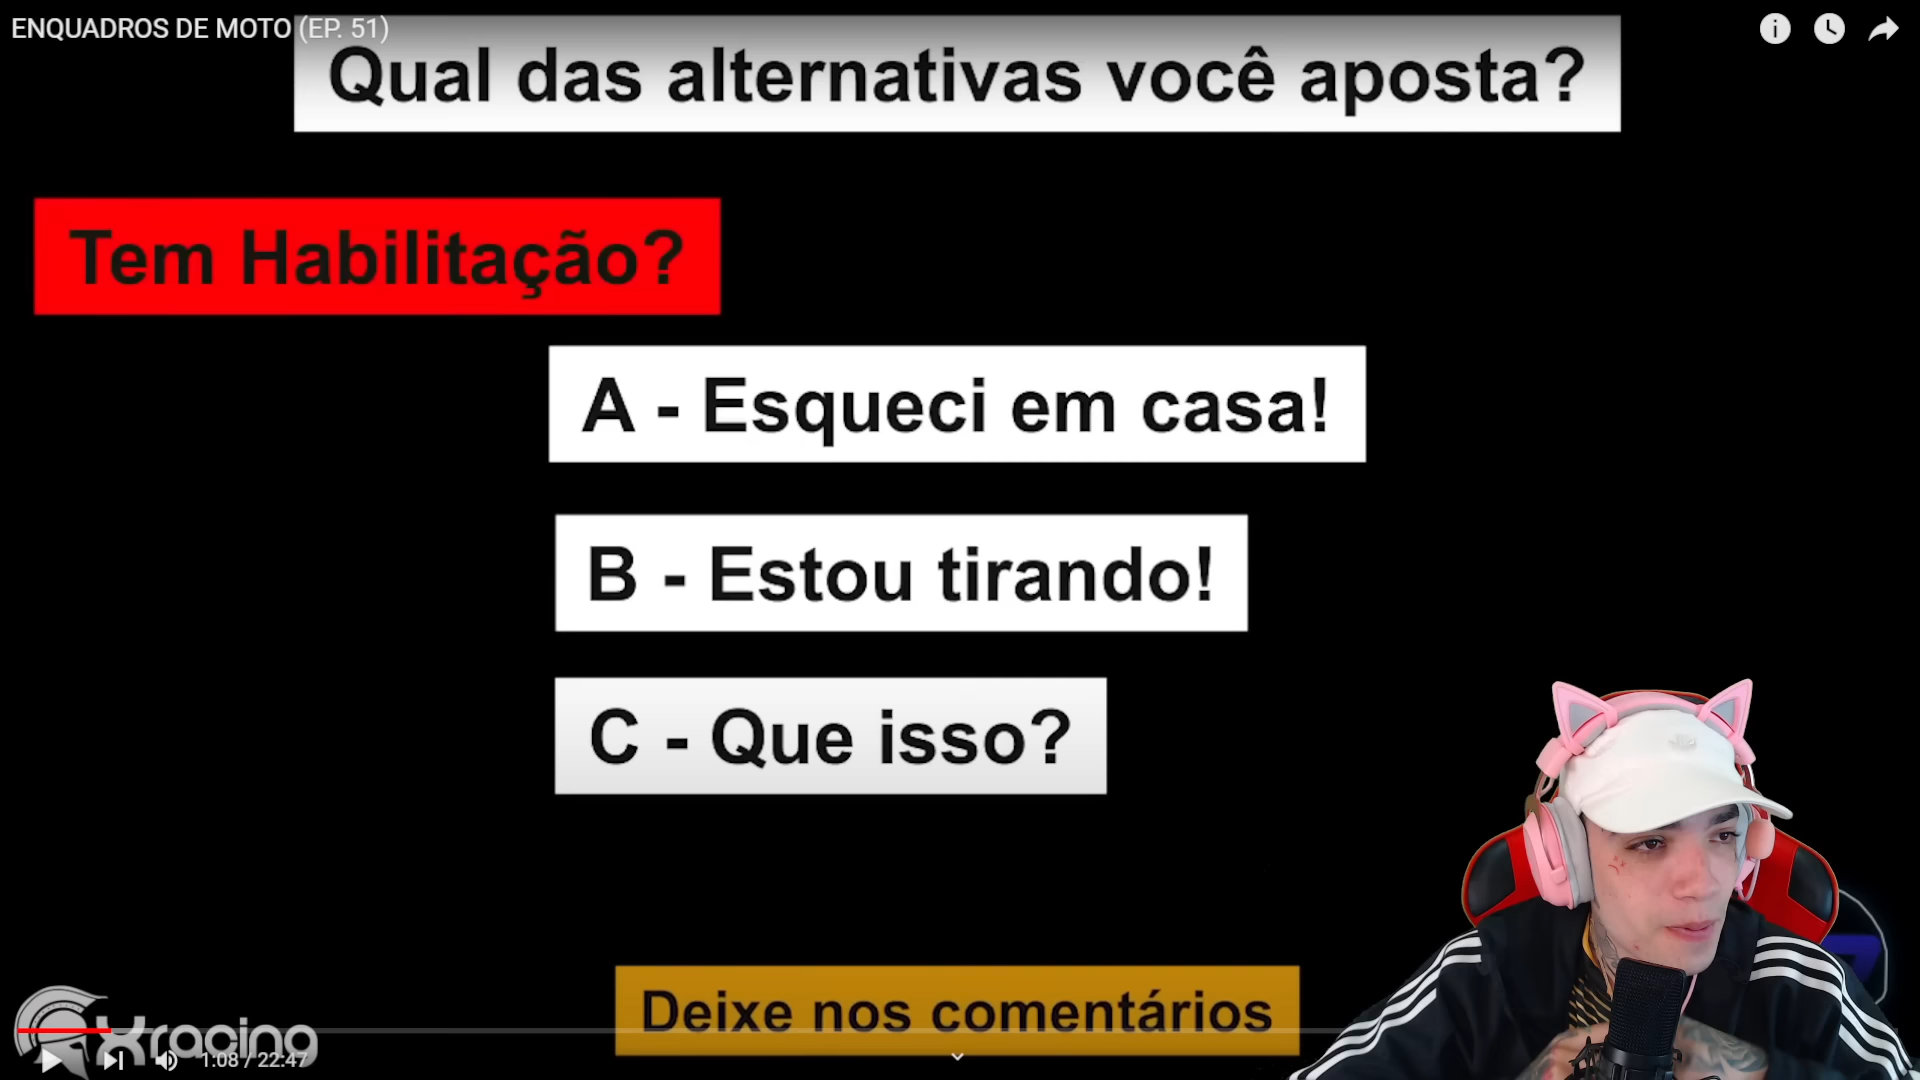 ENQUADROS DE MOTO (EP. 51)
Qual das alternativas você aposta?
Tem Habilitação?
A - Esqueci em casa!
B - Estou tirando!
C - Que isso?
Deixe nos comentários
Xracing
1:08 / 22:47